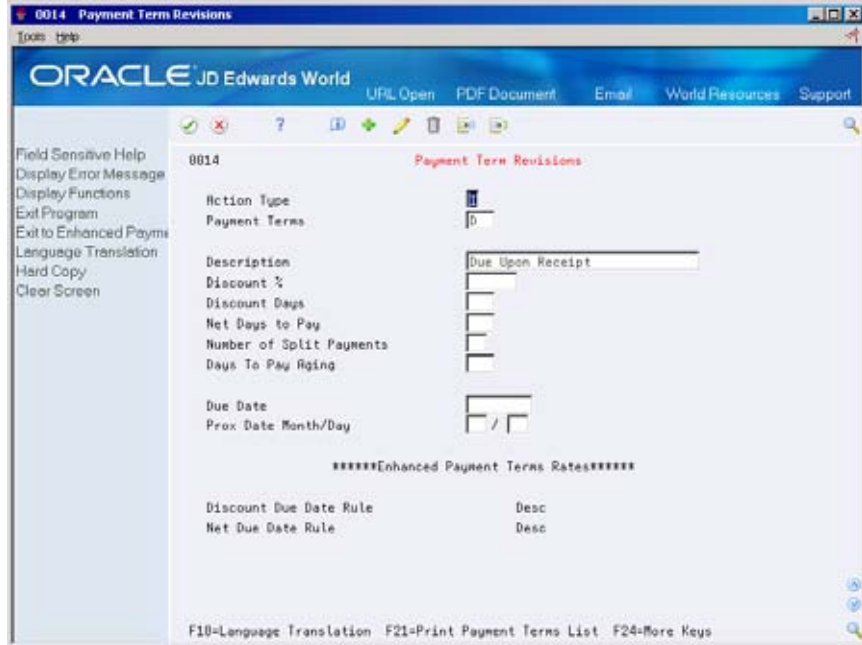 0014 Payment Term Revisions
Tools Help
ORACLE JD Edwards World
URL Open PDF Document Email World Resources Support
Field Sensitive Help
Display Error Message
Display Functions
Exit Program
Exit to Enhanced Payme
Language Translation
Hard Copy
Clear Screen
0014 Payment Term Revisions
Action Type I
Payment Terms D
Description Due Upon Receipt
Discount %
Discount Days
Net Days to Pay
Number of Split Payments
Days To Pay Aging
Due Date
Prox Date Month/Day /
******Enhanced Payment Terms Rates******
Discount Due Date Rule Desc
Net Due Date Rule Desc
F18=Language Translation F21=Print Payment Terms List F24=More Keys